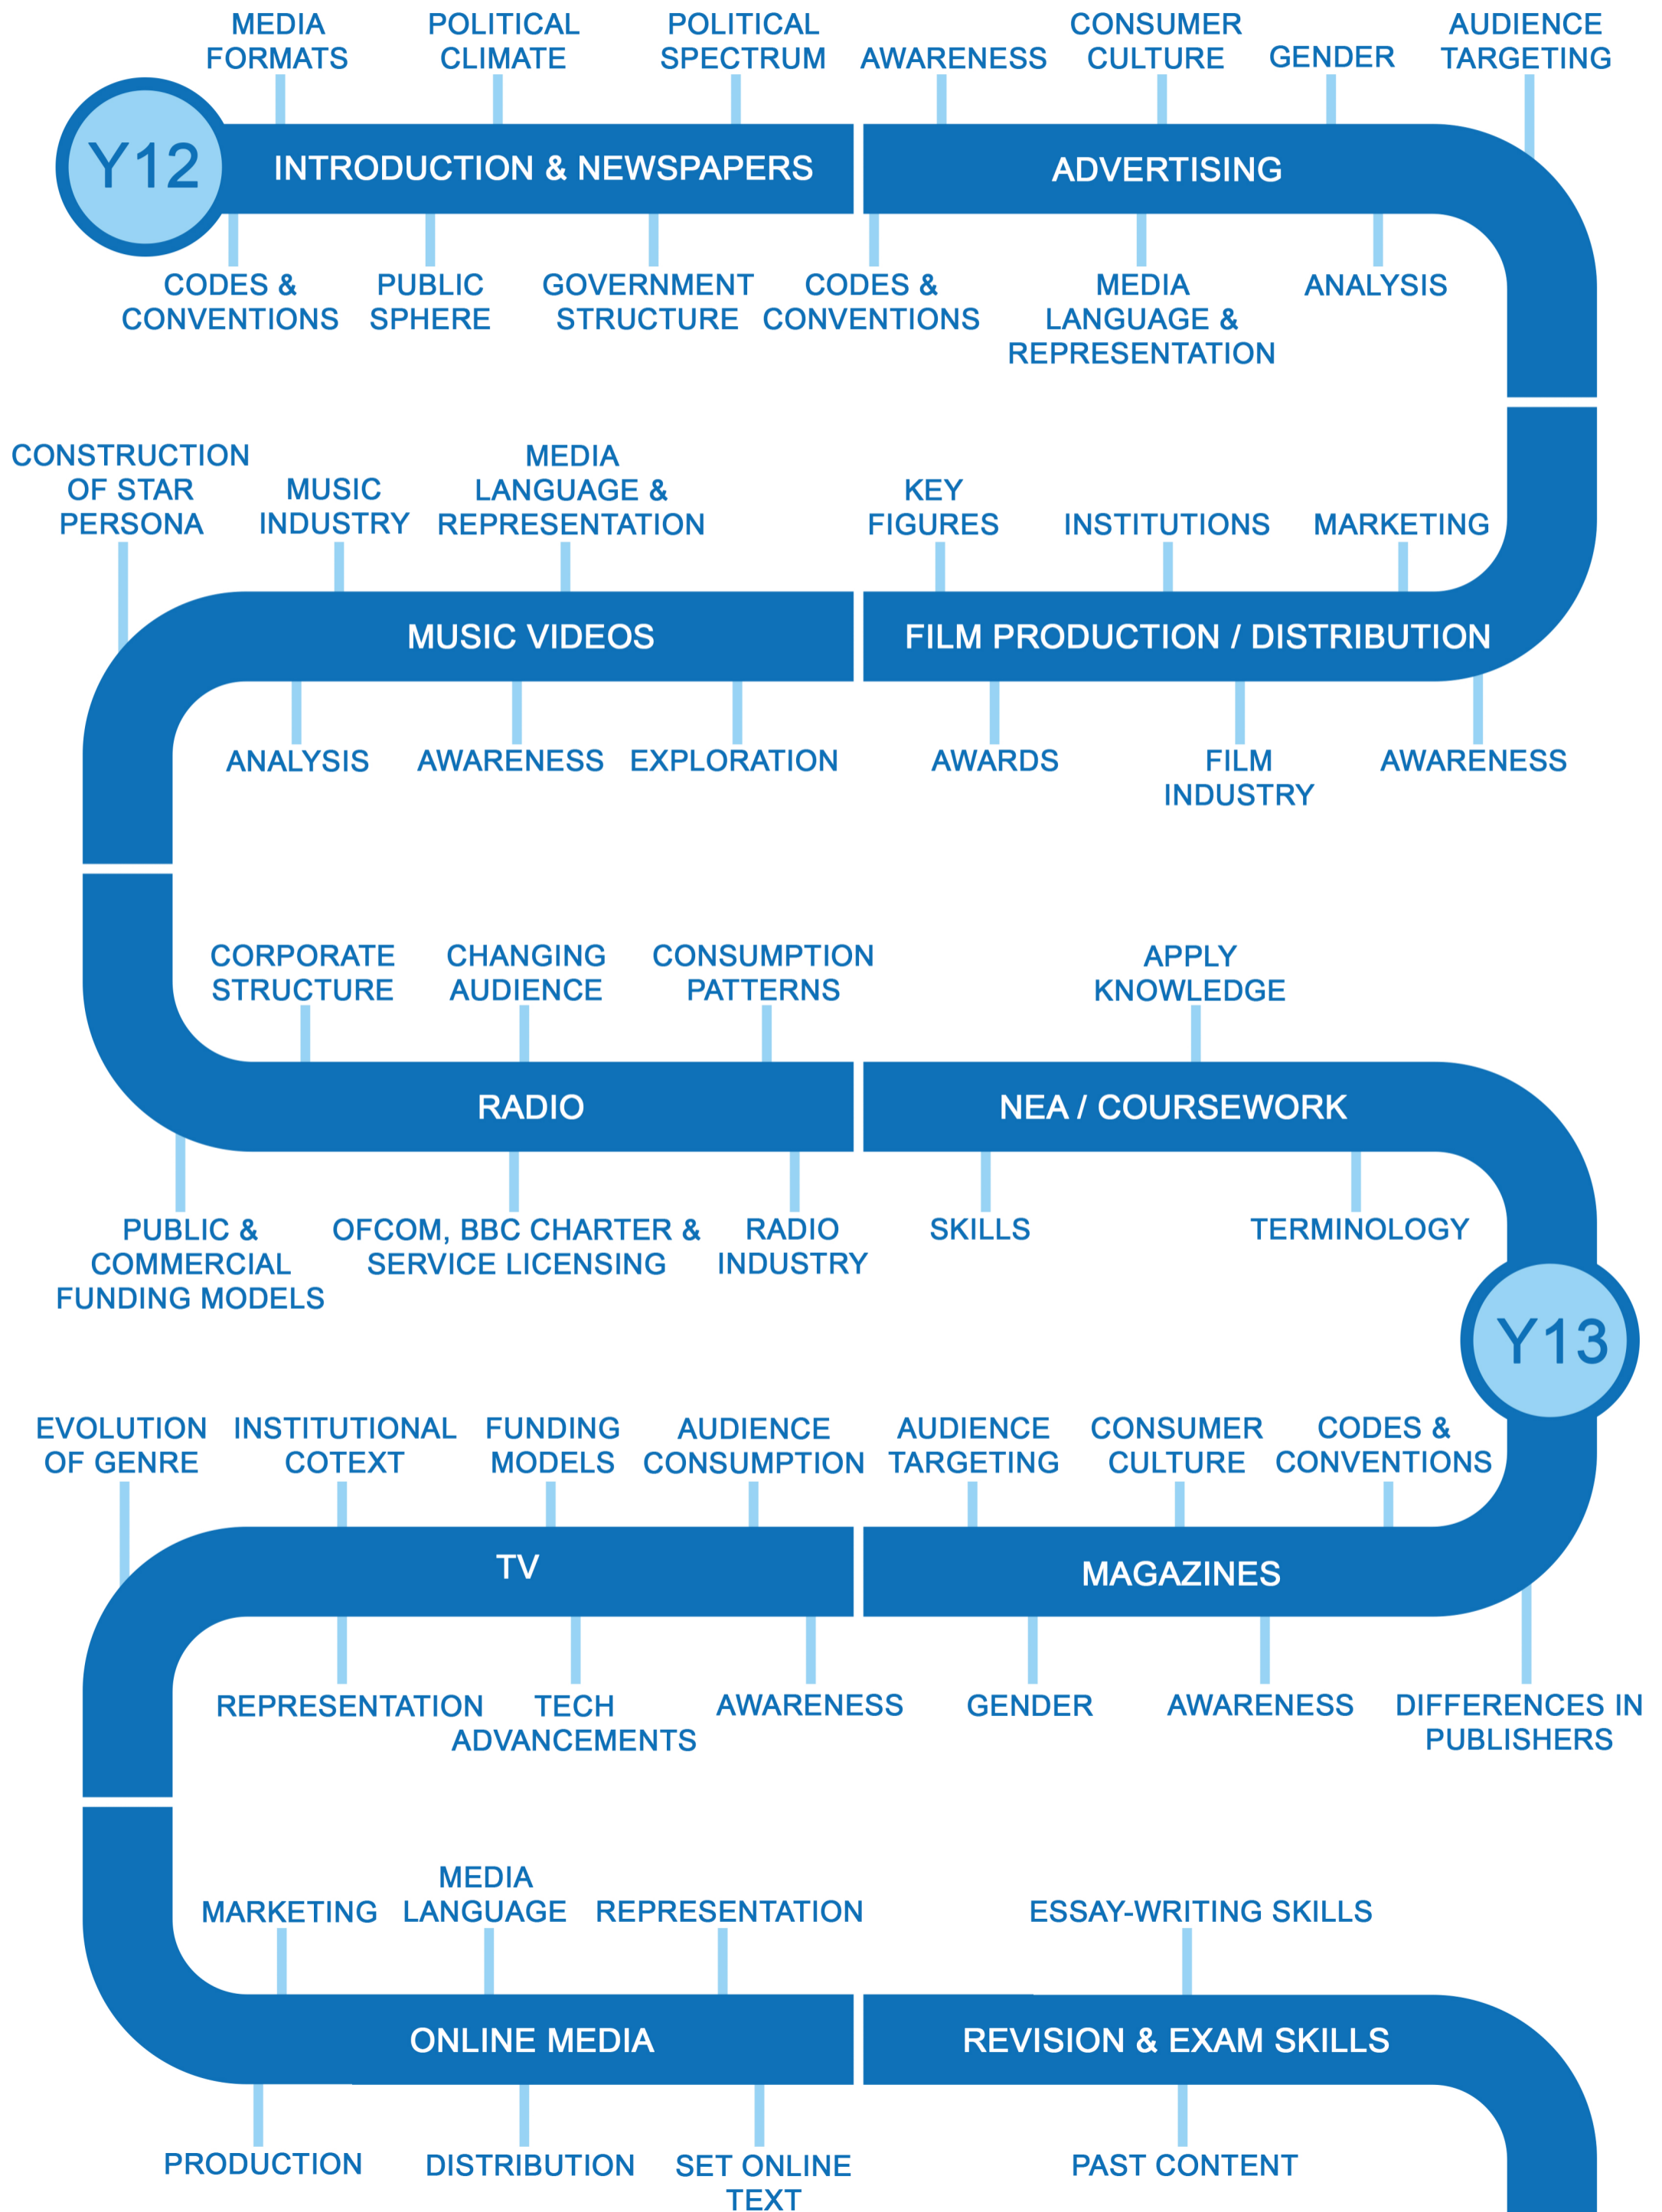 MEDIA
FORMATS
POLITICAL
CLIMATE
POLITICAL
SPECTRUM
AWARENESS
CONSUMER
CULTURE
GENDER
AUDIENCE
TARGETING
Y12
INTRODUCTION & NEWSPAPERS
ADVERTISING
CODES &
CONVENTIONS
PUBLIC
SPHERE
GOVERNMENT
STRUCTURE
CODES &
CONVENTIONS
MEDIA
LANGUAGE &
REPRESENTATION
ANALYSIS
CONSTRUCTION
OF STAR
PERSONA
MUSIC
INDUSTRY
MEDIA
LANGUAGE &
REPRESENTATION
KEY
FIGURES
INSTITUTIONS
MARKETING
MUSIC VIDEOS
FILM PRODUCTION / DISTRIBUTION
ANALYSIS
AWARENESS
EXPLORATION
AWARDS
FILM
INDUSTRY
AWARENESS
CORPORATE
STRUCTURE
CHANGING
AUDIENCE
CONSUMPTION
PATTERNS
APPLY
KNOWLEDGE
RADIO
NEA / COURSEWORK
PUBLIC &
COMMERCIAL
FUNDING MODELS
OFCOM, BBC CHARTER &
SERVICE LICENSING
RADIO
INDUSTRY
SKILLS
TERMINOLOGY
Y13
EVOLUTION
OF GENRE
INSTITUTIONAL
COTEXT
FUNDING
MODELS
AUDIENCE
CONSUMPTION
AUDIENCE
TARGETING
CONSUMER
CULTURE
CODES &
CONVENTIONS
TV
MAGAZINES
REPRESENTATION
TECH
ADVANCEMENTS
AWARENESS
GENDER
AWARENESS
DIFFERENCES IN
PUBLISHERS
MARKETING
MEDIA
LANGUAGE
REPRESENTATION
ESSAY-WRITING SKILLS
ONLINE MEDIA
REVISION & EXAM SKILLS
PRODUCTION
DISTRIBUTION
SET ONLINE
TEXT
PAST CONTENT